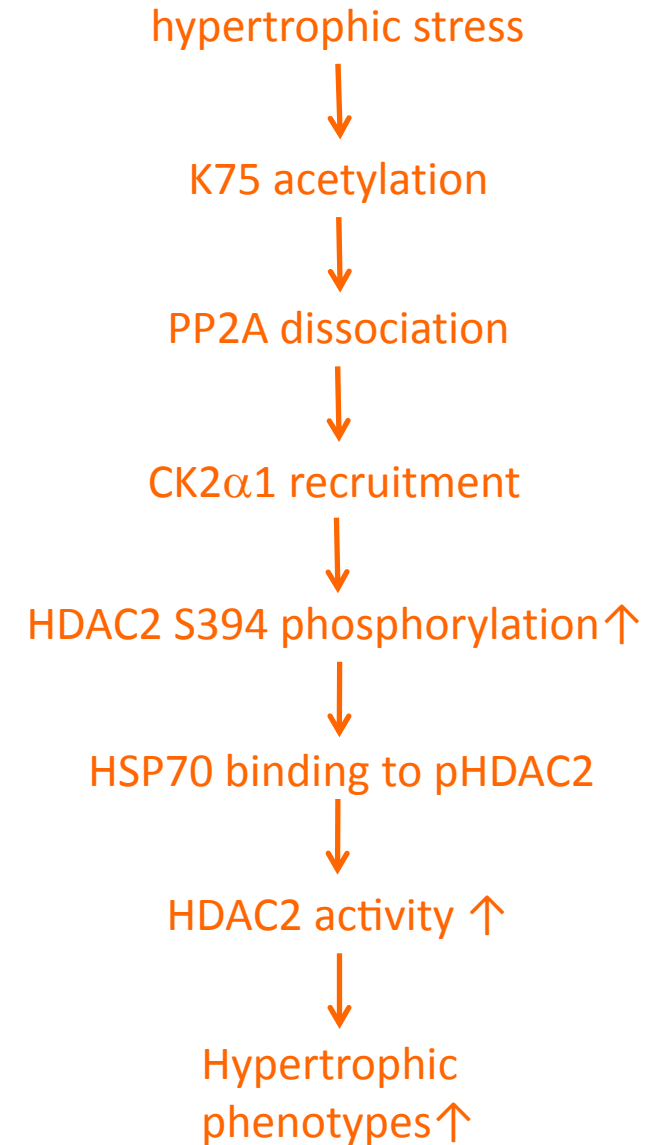 hypertrophic stress
K75 acetylation
PP2A dissociation
CK2α1 recruitment
HDAC2 S394 phosphorylation↑
HSP70 binding to pHDAC2
HDAC2 activity ↑
Hypertrophic
phenotypes↑